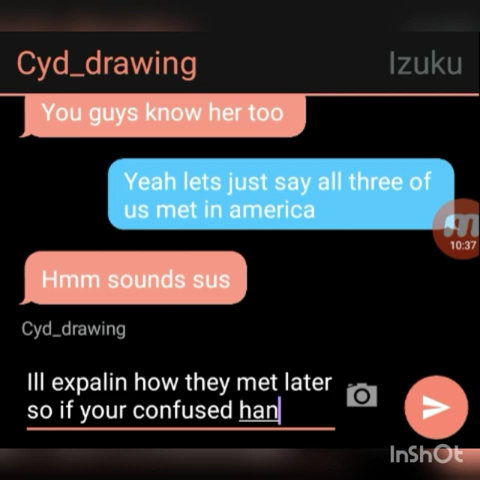 Cyd_drawing Izuku
You guys know her too
Yeah lets just say all three of
us met in america
10:37
Hmm sounds sus
Cyd_drawing
Ill expalin how they met later
so if your confused han
InShOt